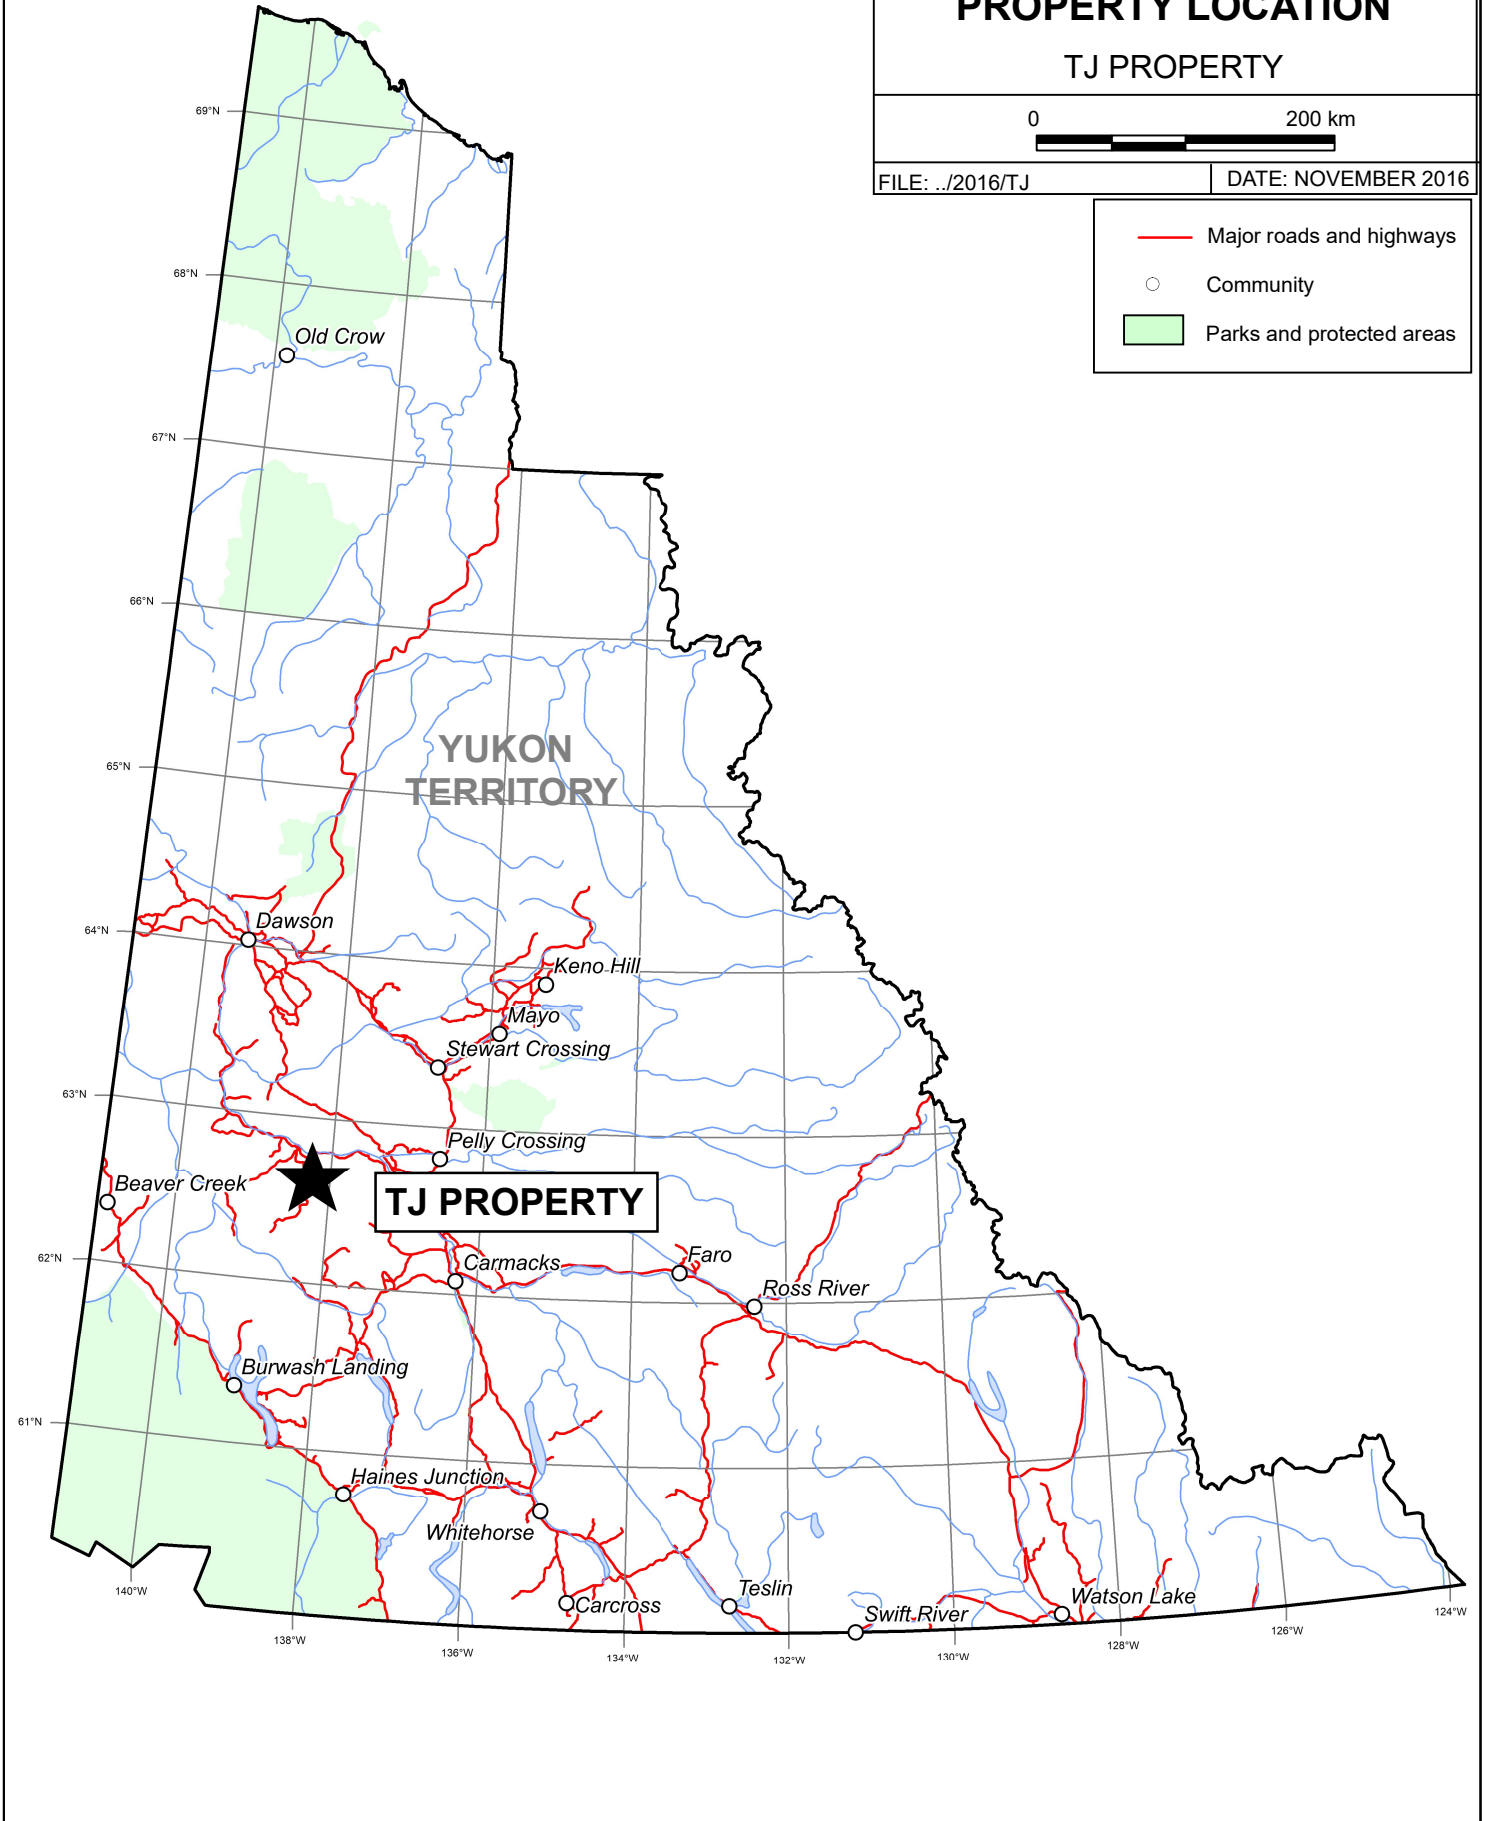 PROPERTY LOCATION
TJ PROPERTY
0 200 km
FILE: ../2016/TJ DATE: NOVEMBER 2016
Major roads and highways
Community
Parks and protected areas
69°N
68°N
Old Crow
67°N
66°N
YUKON
TERRITORY
65°N
Dawson
64°N
Keno Hill
Mayo
Stewart Crossing
63°N
Pelly Crossing
Beaver Creek
TJ PROPERTY
62°N
Carmacks
Faro
Ross River
Burwash Landing
61°N
Haines Junction
Whitehorse
Teslin
Carcross
Swift River
Watson Lake
140°W
138°W
136°W
134°W
132°W
130°W
128°W
126°W
124°W